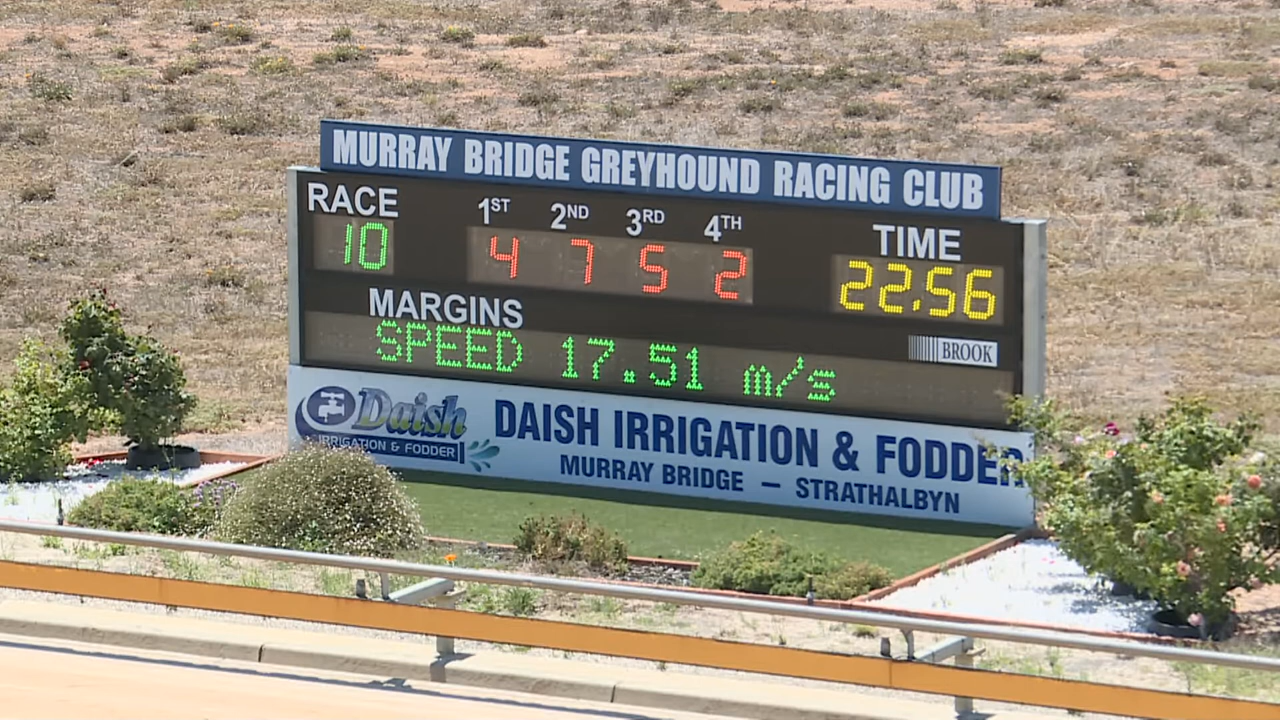 MURRAY BRIDGE GREYHOUND RACING CLUB
RACE 1ST 2ND 3RD 4TH TIME
10 4 7 5 2 22.56
MARGINS
SPEED 17.51 m/s
BROOK
Daish
IRRIGATION & FODDER
DAISH IRRIGATION & FODDER
MURRAY BRIDGE – STRATHALBYN